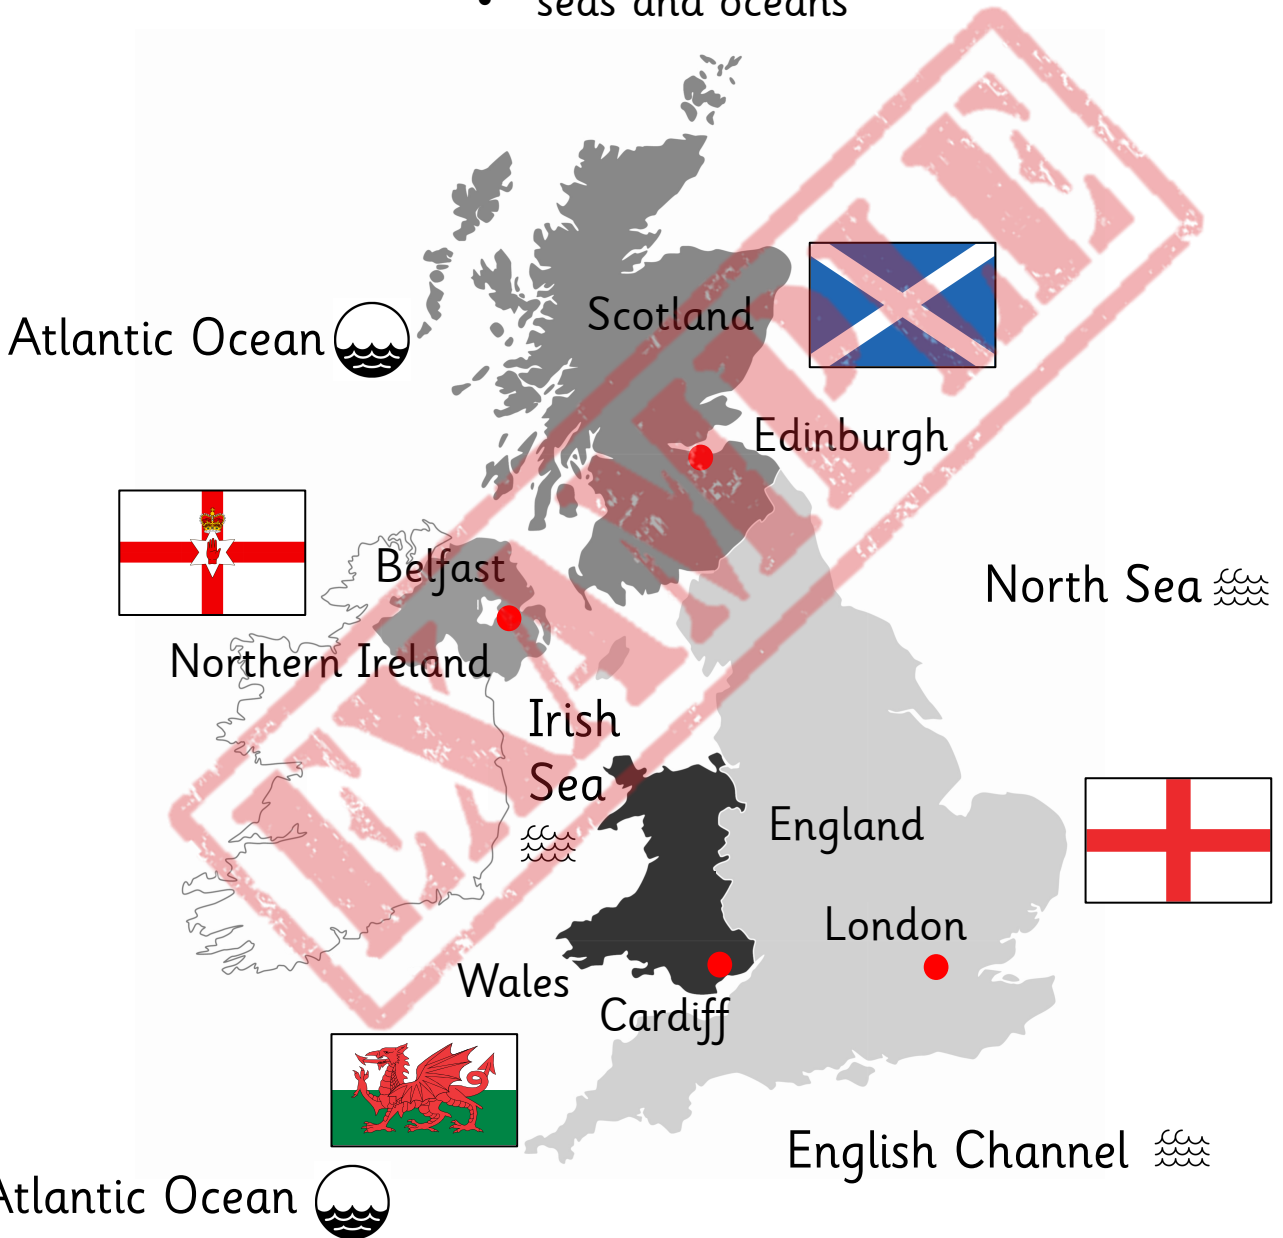 • seas and oceans
Scotland
Atlantic Ocean
Edinburgh
Belfast
North Sea
Northern Ireland
Irish
Sea
England
London
Wales
Cardiff
English Channel
Atlantic Ocean
EXAMPLE